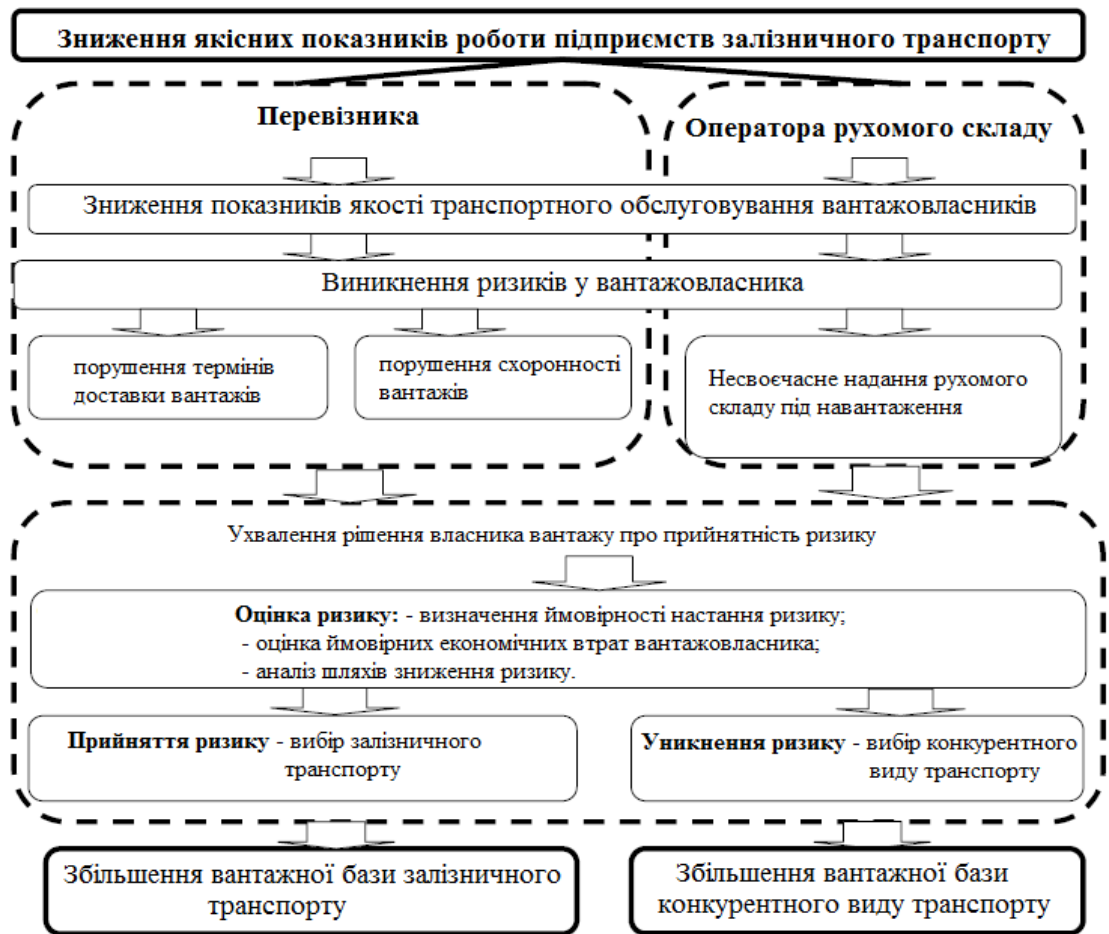 Зниження якісних показників роботи підприємств залізничного транспорту
Перевізника
Оператора рухомого складу
Зниження показників якості транспортного обслуговування вантажовласників
Виникнення ризиків у вантажовласника
порушення термінів
доставки вантажів
порушення схоронності
вантажів
Несвоєчасне надання рухомого
складу під навантаження
Ухвалення рішення власника вантажу про прийнятність ризику
Оцінка ризику: - визначення ймовірності настання ризику;
- оцінка ймовірних економічних втрат вантажовласника;
- аналіз шляхів зниження ризику.
Прийняття ризику - вибір залізничного
транспорту
Уникнення ризику - вибір конкурентного
виду транспорту
Збільшення вантажної бази залізничного
транспорту
Збільшення вантажної бази
конкурентного виду транспорту